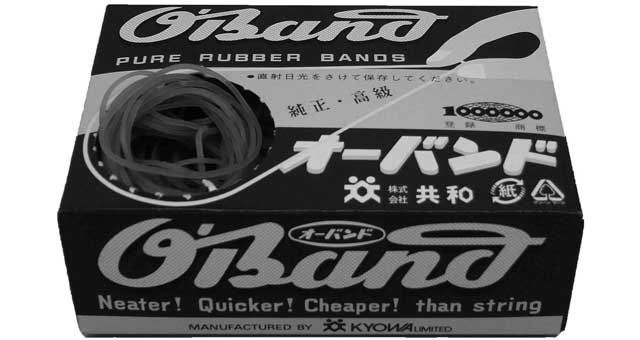 O'Band
PURE RUBBER BANDS
●直射日光をさけて保存してください。
純正・高級
1000000
登録 商標
オーバンド
株式会社 共和
紙
O'Band
オーバンド
Neater! Quicker! Cheaper! than string
MANUFACTURED BY KYOWA LIMITED